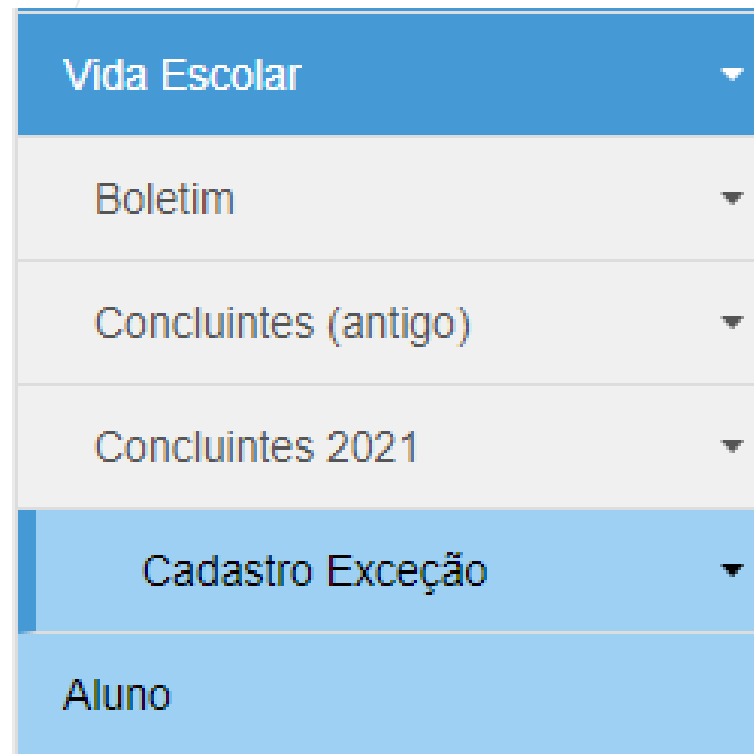 Vida Escolar
Boletim
Concluintes (antigo)
Concluintes 2021
Cadastro Exceção
Aluno